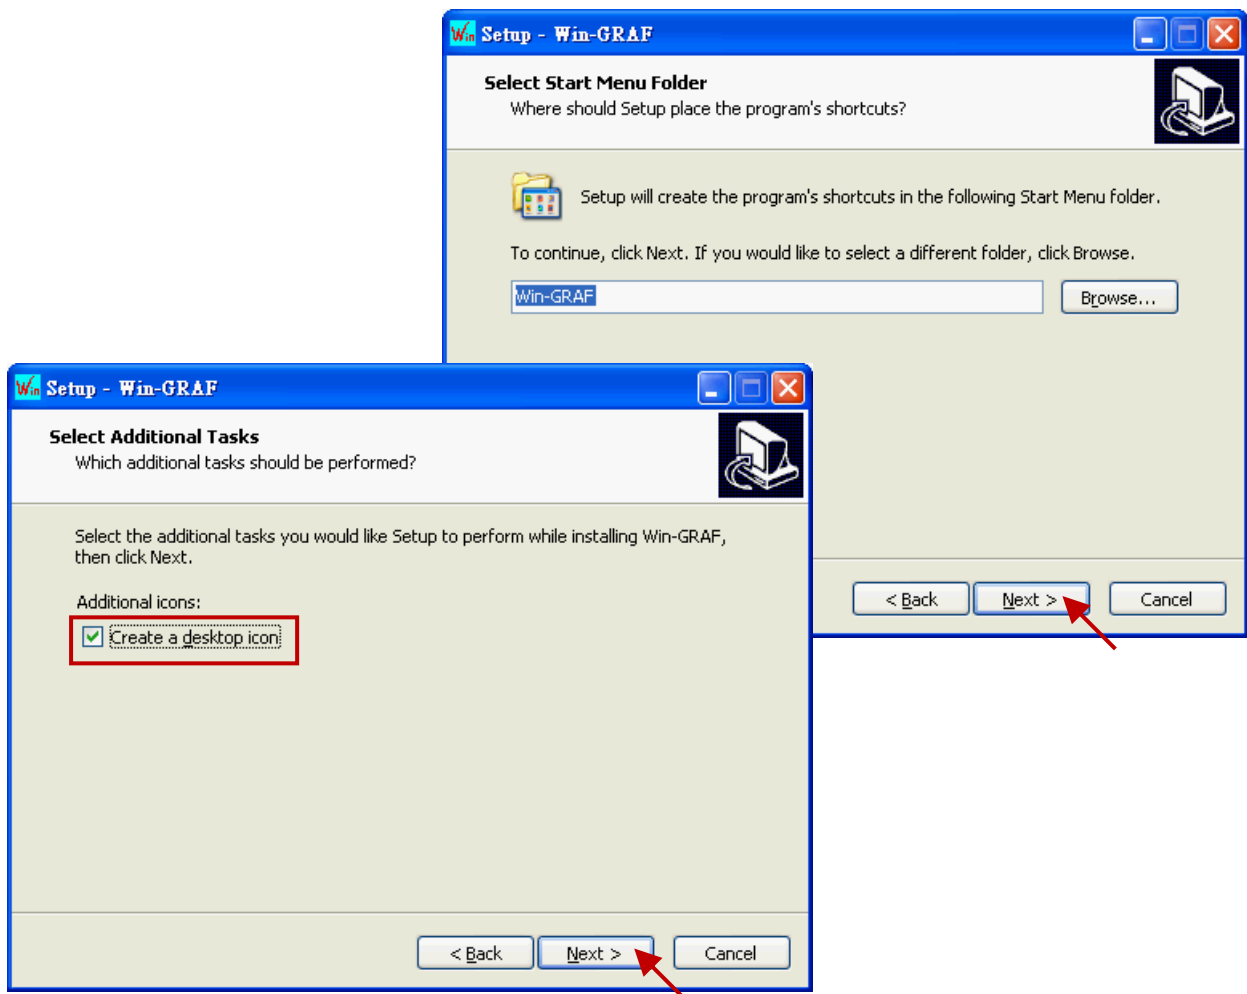 Win Setup - Win-GRAF
Select Start Menu Folder
Where should Setup place the program's shortcuts?
Setup will create the program's shortcuts in the following Start Menu folder.
To continue, click Next. If you would like to select a different folder, click Browse.
Win-GRAF
Browse...
< Back
Next >
Cancel
Win Setup - Win-GRAF
Select Additional Tasks
Which additional tasks should be performed?
Select the additional tasks you would like Setup to perform while installing Win-GRAF,
then click Next.
Additional icons:
Create a desktop icon
< Back
Next >
Cancel